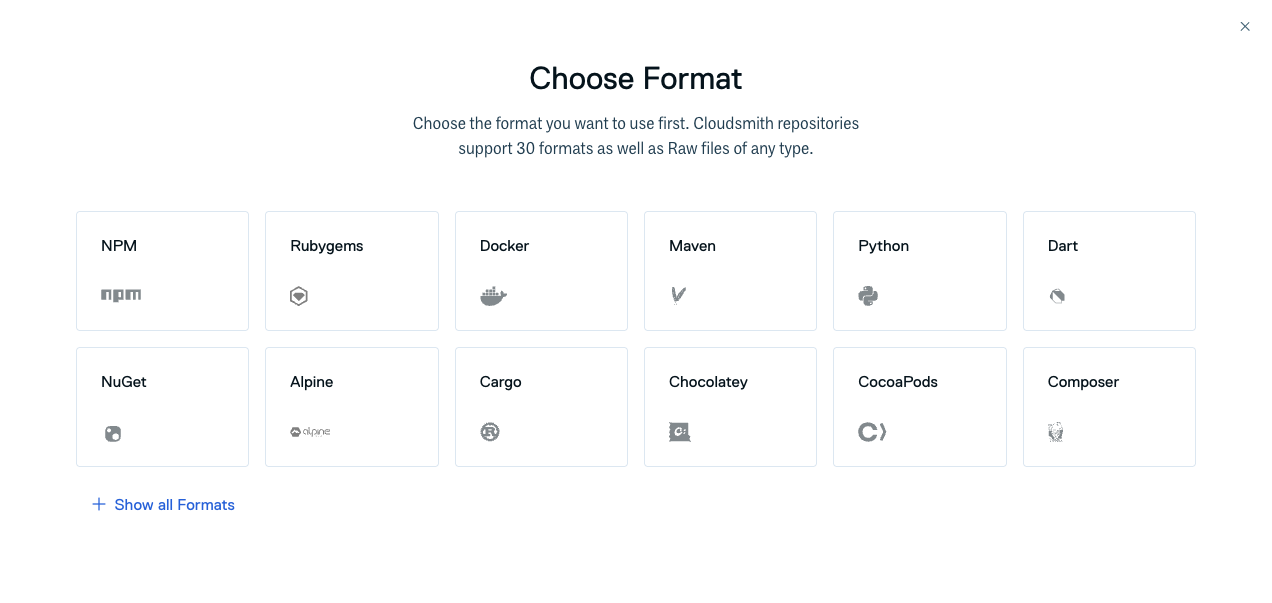 Choose Format
Choose the format you want to use first. Cloudsmith repositories
support 30 formats as well as Raw files of any type.
NPM
Rubygems
Docker
Maven
Python
Dart
npm
NuGet
Alpine
Cargo
Chocolatey
CocoaPods
Composer
alpine
Show all Formats